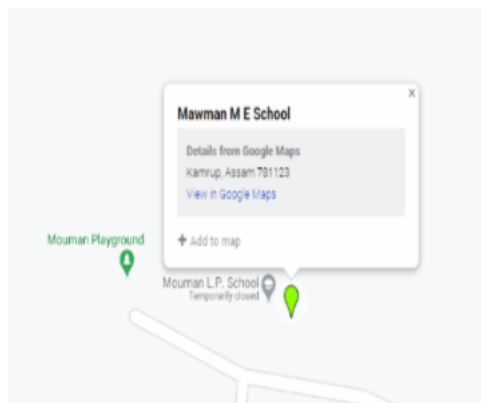 Mawman M E School
Details from Google Maps
Kamrup, Assam 781123
View in Google Maps
+ Add to map
Mouman Playground
Mouman L.P. School
Temporarily closed